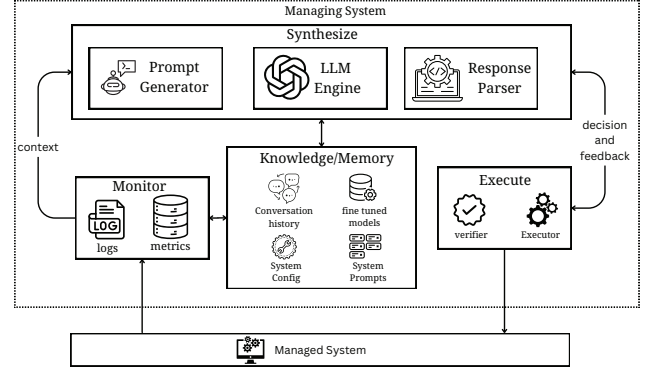 Managing System
Synthesize
Prompt
Generator
LLM
Engine
Response
Parser
context
decision
and
feedback
Knowledge/Memory
Conversation
history
fine tuned
models
System
Config
System
Prompts
Monitor
LOG
logs
metrics
Execute
verifier
Executor
Managed System